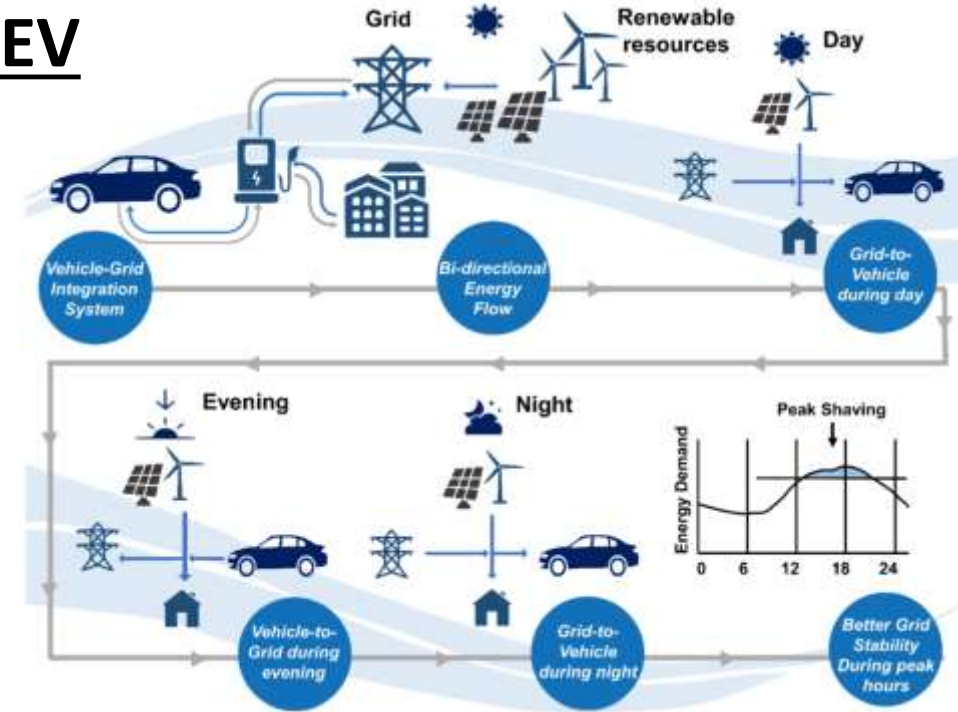 EV
Grid
Renewable
resources
Day
Vehicle-Grid
Integration
System
Bi-directional
Energy
Flow
Grid-to-
Vehicle
during day
Evening
Night
Peak Shaving
Energy Demand
0 6 12 18 24
Vehicle-to-
Grid during
evening
Grid-to-
Vehicle
during night
Better Grid
Stability
During peak
hours